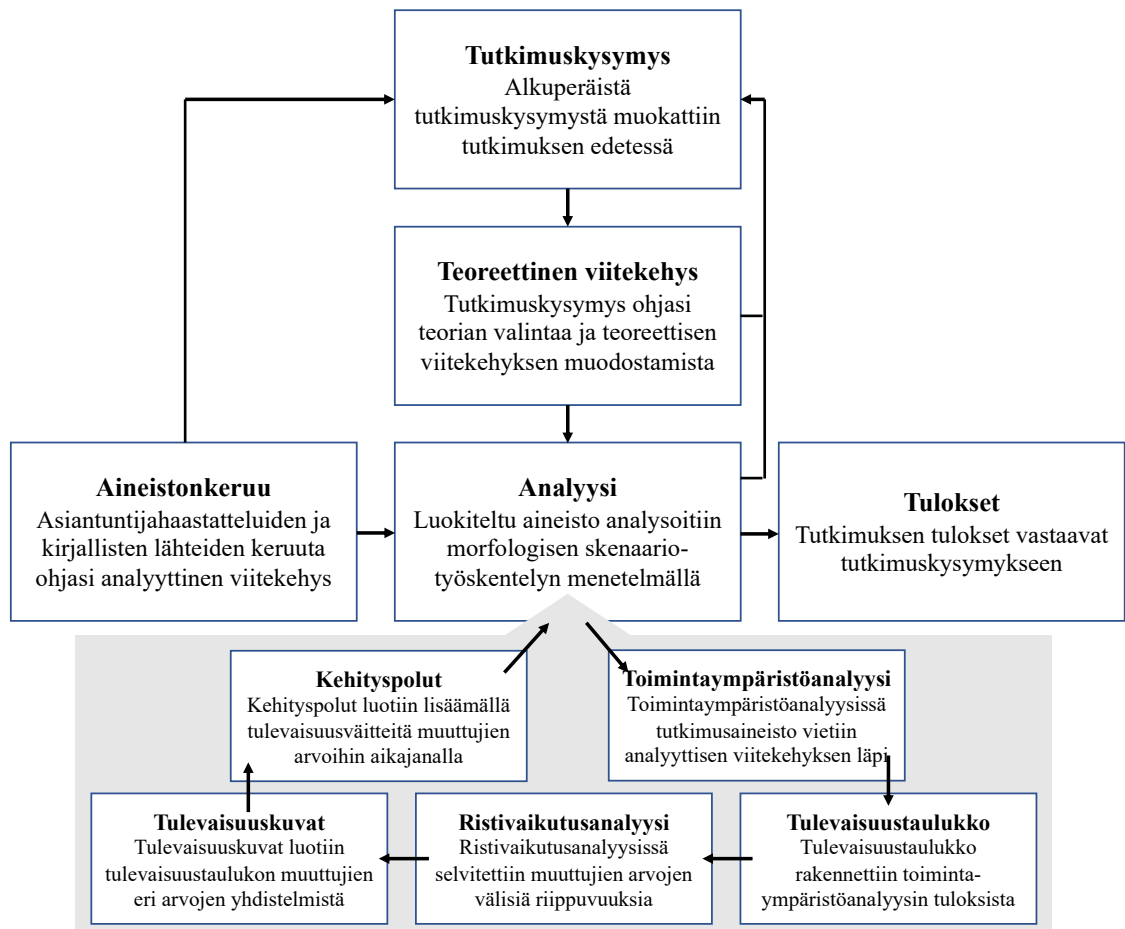 Tutkimuskysymys
Alkuperäistä
tutkimuskysymystä muokattiin
tutkimuksen edetessä
Teoreettinen viitekehys
Tutkimuskysymys ohjasi
teorian valintaa ja teoreettisen
viitekehyksen muodostamista
Aineistonkeruu
Asiantuntijahaastatteluiden ja
kirjallisten lähteiden keruuta
ohjasi analyyttinen viitekehys
Analyysi
Luokiteltu aineisto analysoitiin
morfologisen skenaario-
työskentelyn menetelmällä
Tulokset
Tutkimuksen tulokset vastaavat
tutkimuskysymykseen
Kehityspolut
Kehityspolut luotiin lisäämällä
tulevaisuusväitteitä muuttujien
arvoihin aikajanalla
Toimintaympäristöanalyysi
Toimintaympäristöanalyysissä
tutkimusaineisto vietiin
analyyttisen viitekehyksen läpi
Tulevaisuuskuvat
Tulevaisuuskuvat luotiin
tulevaisuustaulukon muuttujien
eri arvojen yhdistelmistä
Ristivaikutusanalyysi
Ristivaikutusanalyysissä
selvitettiin muuttujien arvojen
välisiä riippuvuuksia
Tulevaisuustaulukko
Tulevaisuustaulukko
rakennettiin toiminta-
ympäristöanalyysin tuloksista